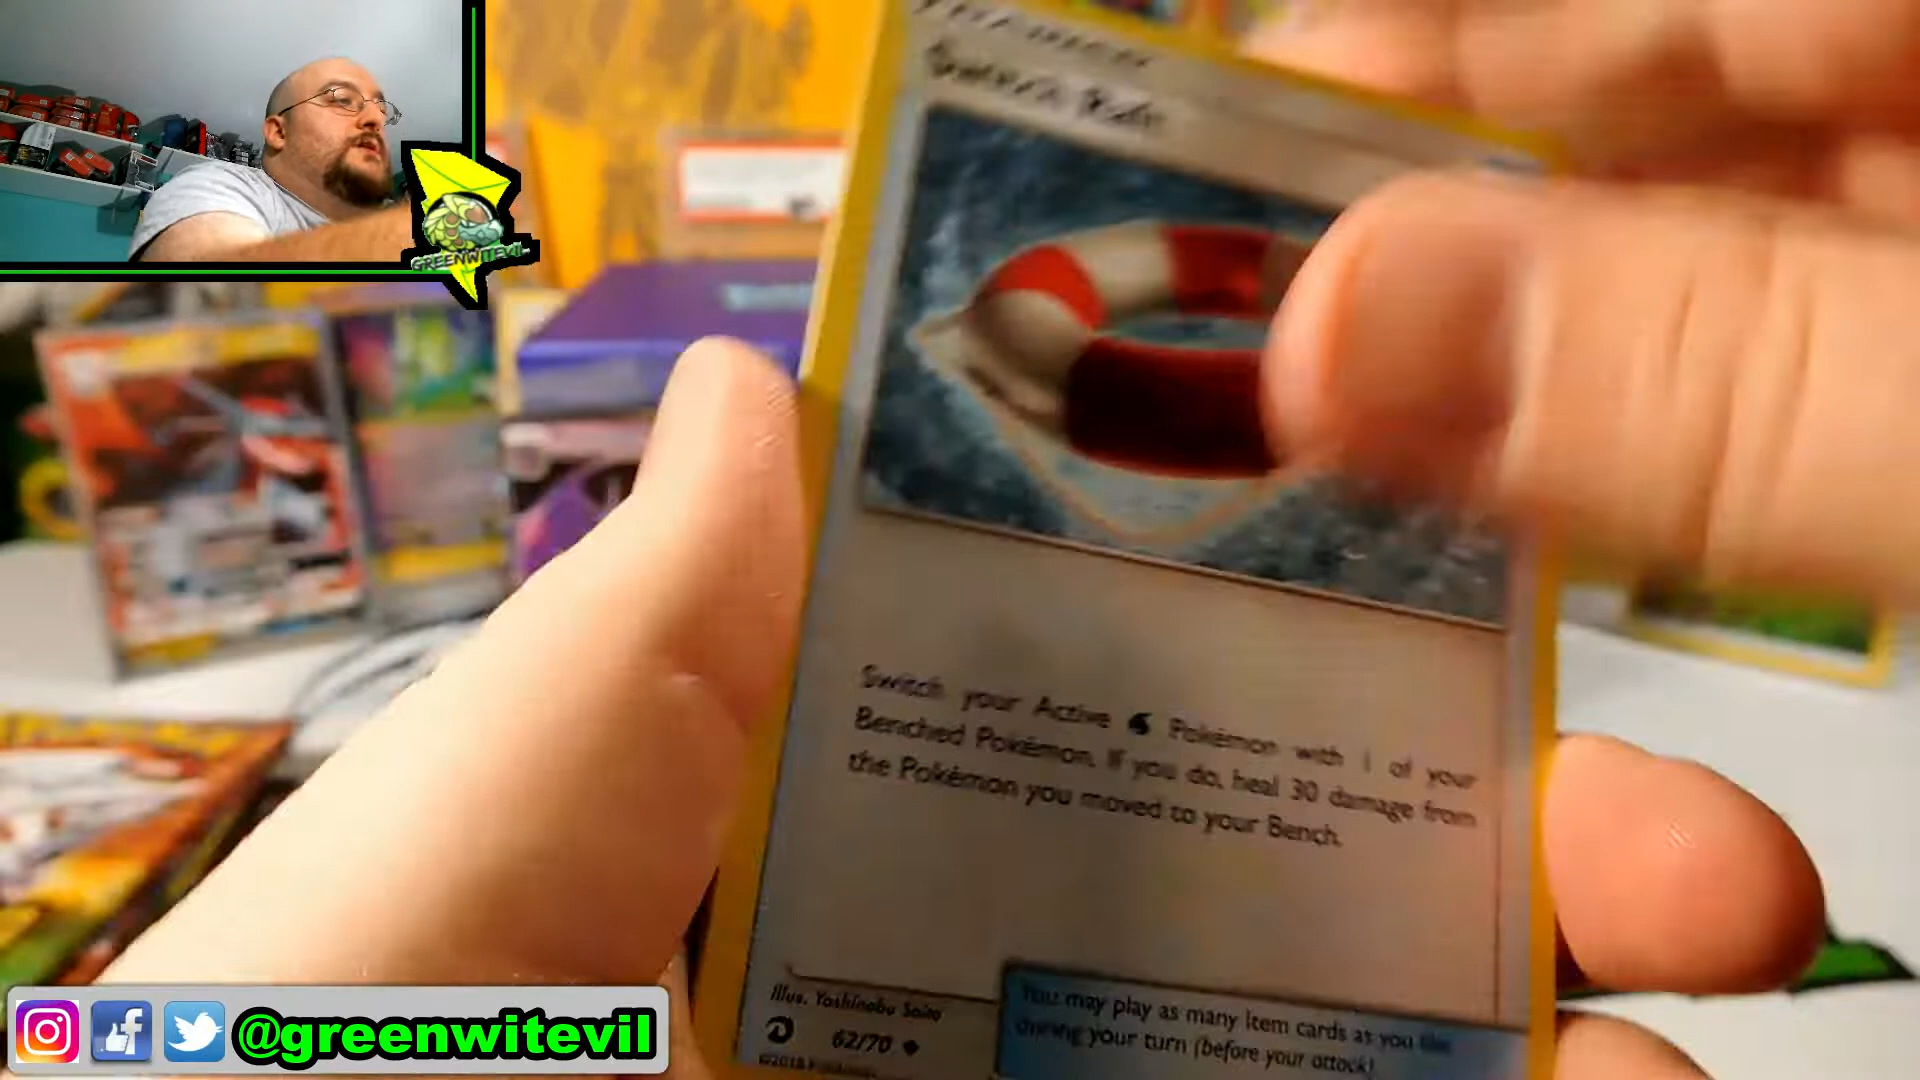 GREENWITEVIL
Switch your Active Pokémon with 1 of your
Benched Pokémon. If you do, heal 30 damage from
the Pokémon you moved to your Bench.
Illus. Yoshinobu Saito
62/70
©2018 Pokémon
You may play as many Item cards as you like
during your turn (before your attack)
@greenwitevil